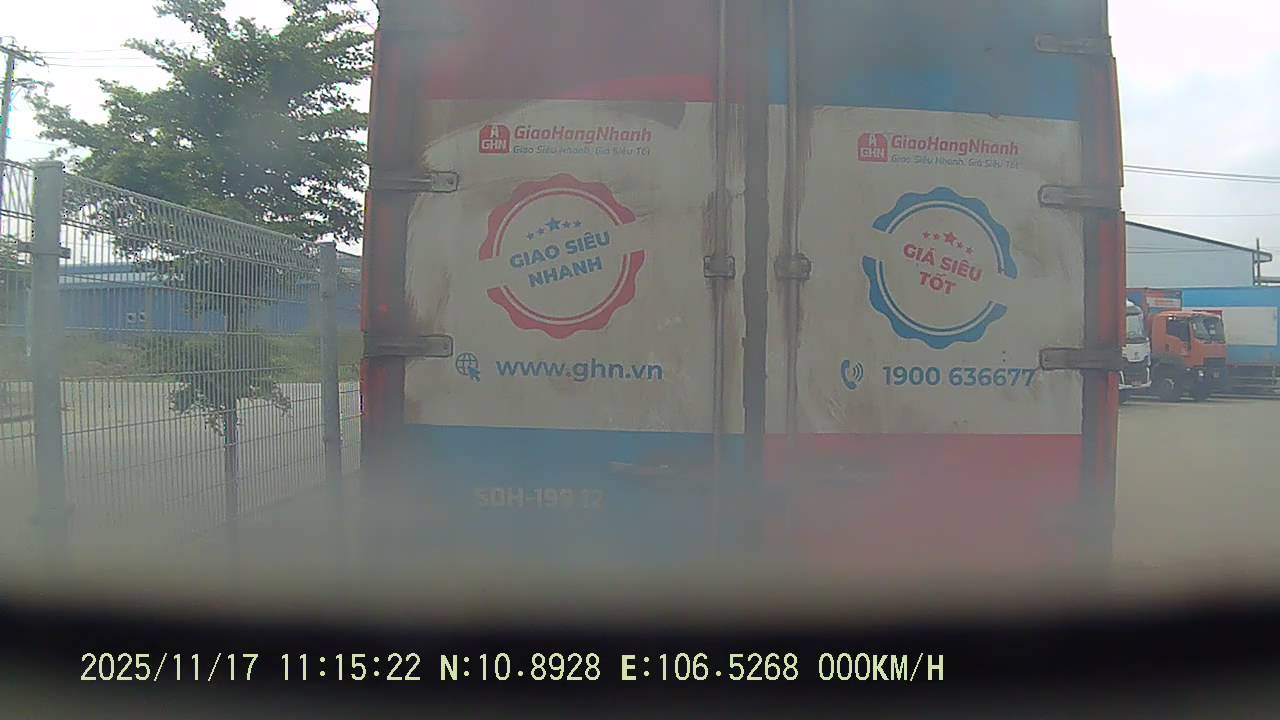 GHN GiaoHangNhanh
Giao Siêu Nhanh, Giá Siêu Tốt
GIAO SIÊU
NHANH
www.ghn.vn
GHN GiaoHangNhanh
Giao Siêu Nhanh, Giá Siêu Tốt
GIÁ SIÊU
TỐT
1900 636677
2025/11/17 11:15:22 N:10.8928 E:106.5268 000KM/H